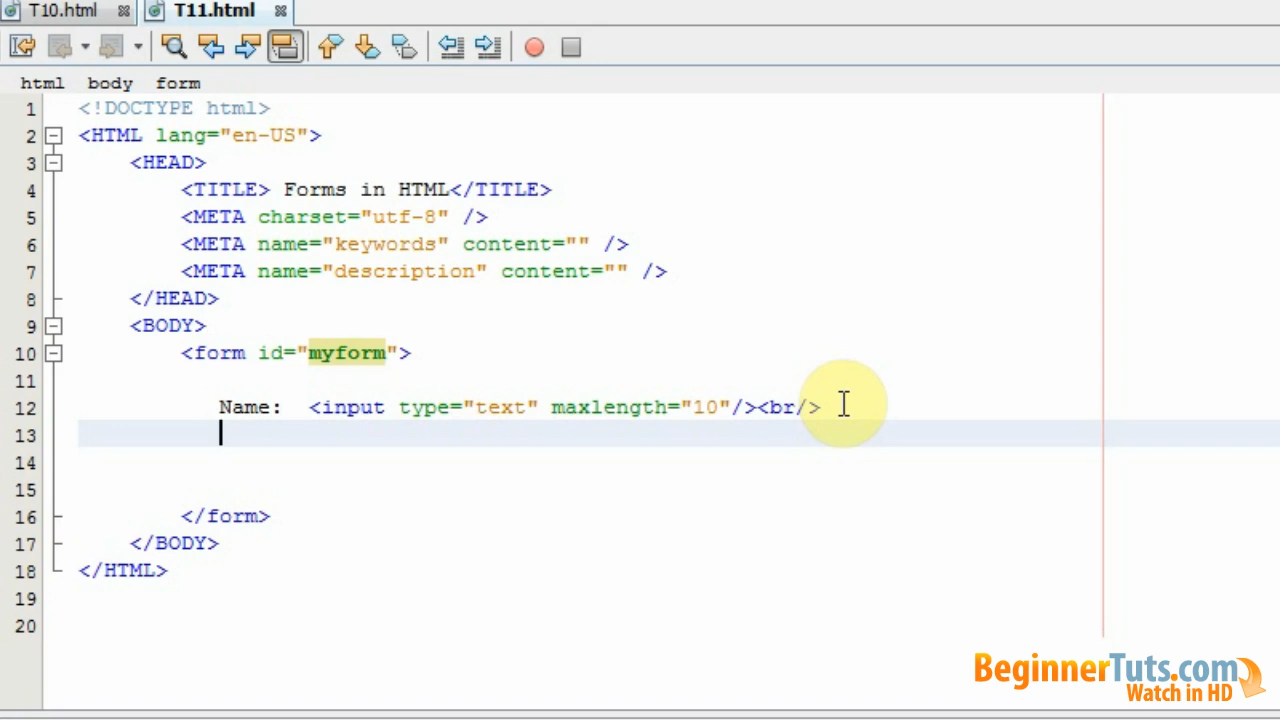 T10.html T11.html
html body form
1 <!DOCTYPE html>
2 <HTML lang="en-US">
3 <HEAD>
4 <TITLE> Forms in HTML</TITLE>
5 <META charset="utf-8" />
6 <META name="keywords" content="" />
7 <META name="description" content="" />
8 </HEAD>
9 <BODY>
10 <form id="myform">
11
12 Name: <input type="text" maxlength="10"/><br/>
13
14
15
16 </form>
17 </BODY>
18 </HTML>
19
20
BeginnerTuts.com
Watch in HD